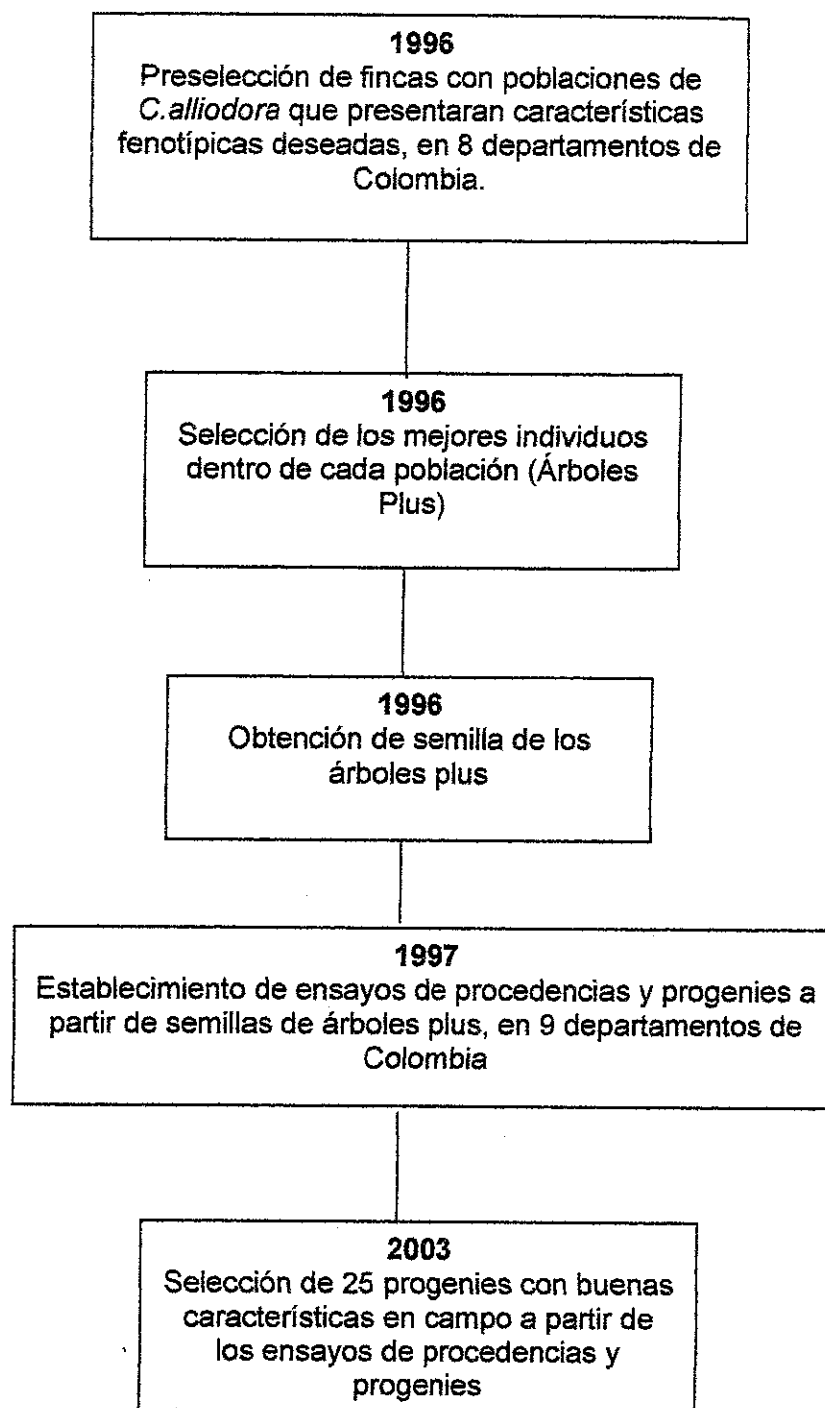 1996
Preselección de fincas con poblaciones de
C.alliodora que presentaran características
fenotípicas deseadas, en 8 departamentos de
Colombia.
1996
Selección de los mejores individuos
dentro de cada población (Árboles
Plus)
1996
Obtención de semilla de los
árboles plus
1997
Establecimiento de ensayos de procedencias y progenies a
partir de semillas de árboles plus, en 9 departamentos de
Colombia
2003
Selección de 25 progenies con buenas
características en campo a partir de
los ensayos de procedencias y
progenies